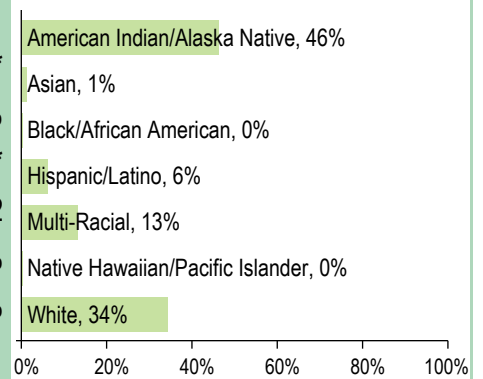 American Indian/Alaska Native, 46%
Asian, 1%
Black/African American, 0%
Hispanic/Latino, 6%
Multi-Racial, 13%
Native Hawaiian/Pacific Islander, 0%
White, 34%
0% 20% 40% 60% 80% 100%